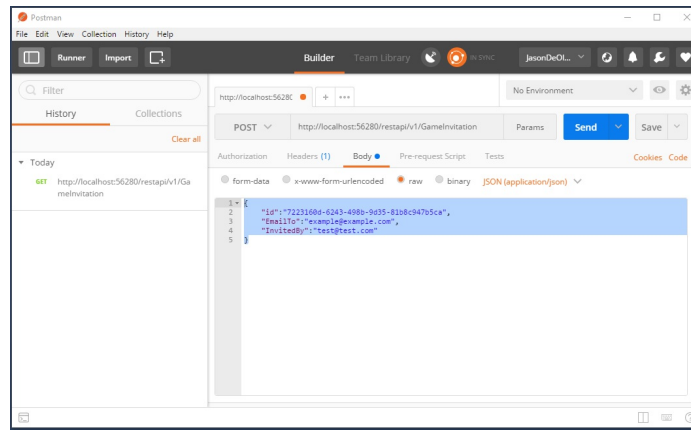 Postman
File Edit View Collection History Help
Runner Import Builder Team Library IN SYNC JasonDeOl...
Filter
History Collections
Clear all
Today
GET http://localhost:56280/restapi/v1/Ga
meInvitation
http://localhost:5628( + •••
No Environment
POST http://localhost:56280/restapi/v1/GameInvitation Params Send Save
Authorization Headers (1) Body Pre-request Script Tests Cookies Code
form-data x-www-form-urlencoded raw binary JSON (application/json)
1 {
2 "id":"7223160d-6243-498b-9d35-81b8c947b5ca",
3 "EmailTo":"example@example.com",
4 "InvitedBy":"test@test.com"
5 }